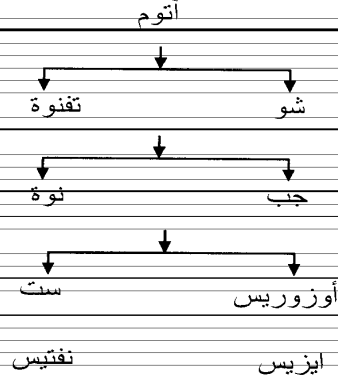 أتوم
شو تفنوة
جب نوة
أوزوريس ست
ايزيس نفتيس